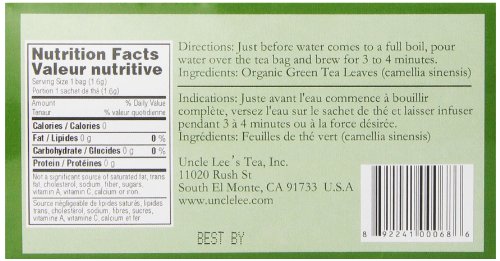 Nutrition Facts
Valeur nutritive
Serving Size 1 bag (1.6g)
Portion 1 sachet de thé (1.6g)
Amount % Daily Value
Teneur % valeur quotidienne
Calories / Calories 0
Fat / Lipides 0 g 0 %
Carbohydrate / Glucides 0 g 0 %
Protein / Protéines 0 g
Not a significant source of saturated fat, trans
fat, cholesterol, sodium, fiber, sugars,
vitamin A, vitamin C, calcium or iron.
Source négligeable de lipides saturés, lipides
trans, cholesterol, sodium, fibres, sucres,
vitamine A, vitamine C, calcium et fer
Directions: Just before water comes to a full boil, pour
water over the tea bag and brew for 3 to 4 minutes.
Ingredients: Organic Green Tea Leaves (camellia sinensis)
Indications: Juste avant l'eau commence à bouillir
complète, versez l'eau sur le sachet de thé et laisser infuser
pendant 3 à 4 minutes ou à la force désirée.
Ingrédients: Feuilles de thé vert (camellia sinensis)
Uncle Lee's Tea, Inc.
11020 Rush St
South El Monte, CA 91733 U.S.A
www.unclelee.com
BEST BY
8 92241 00068 6